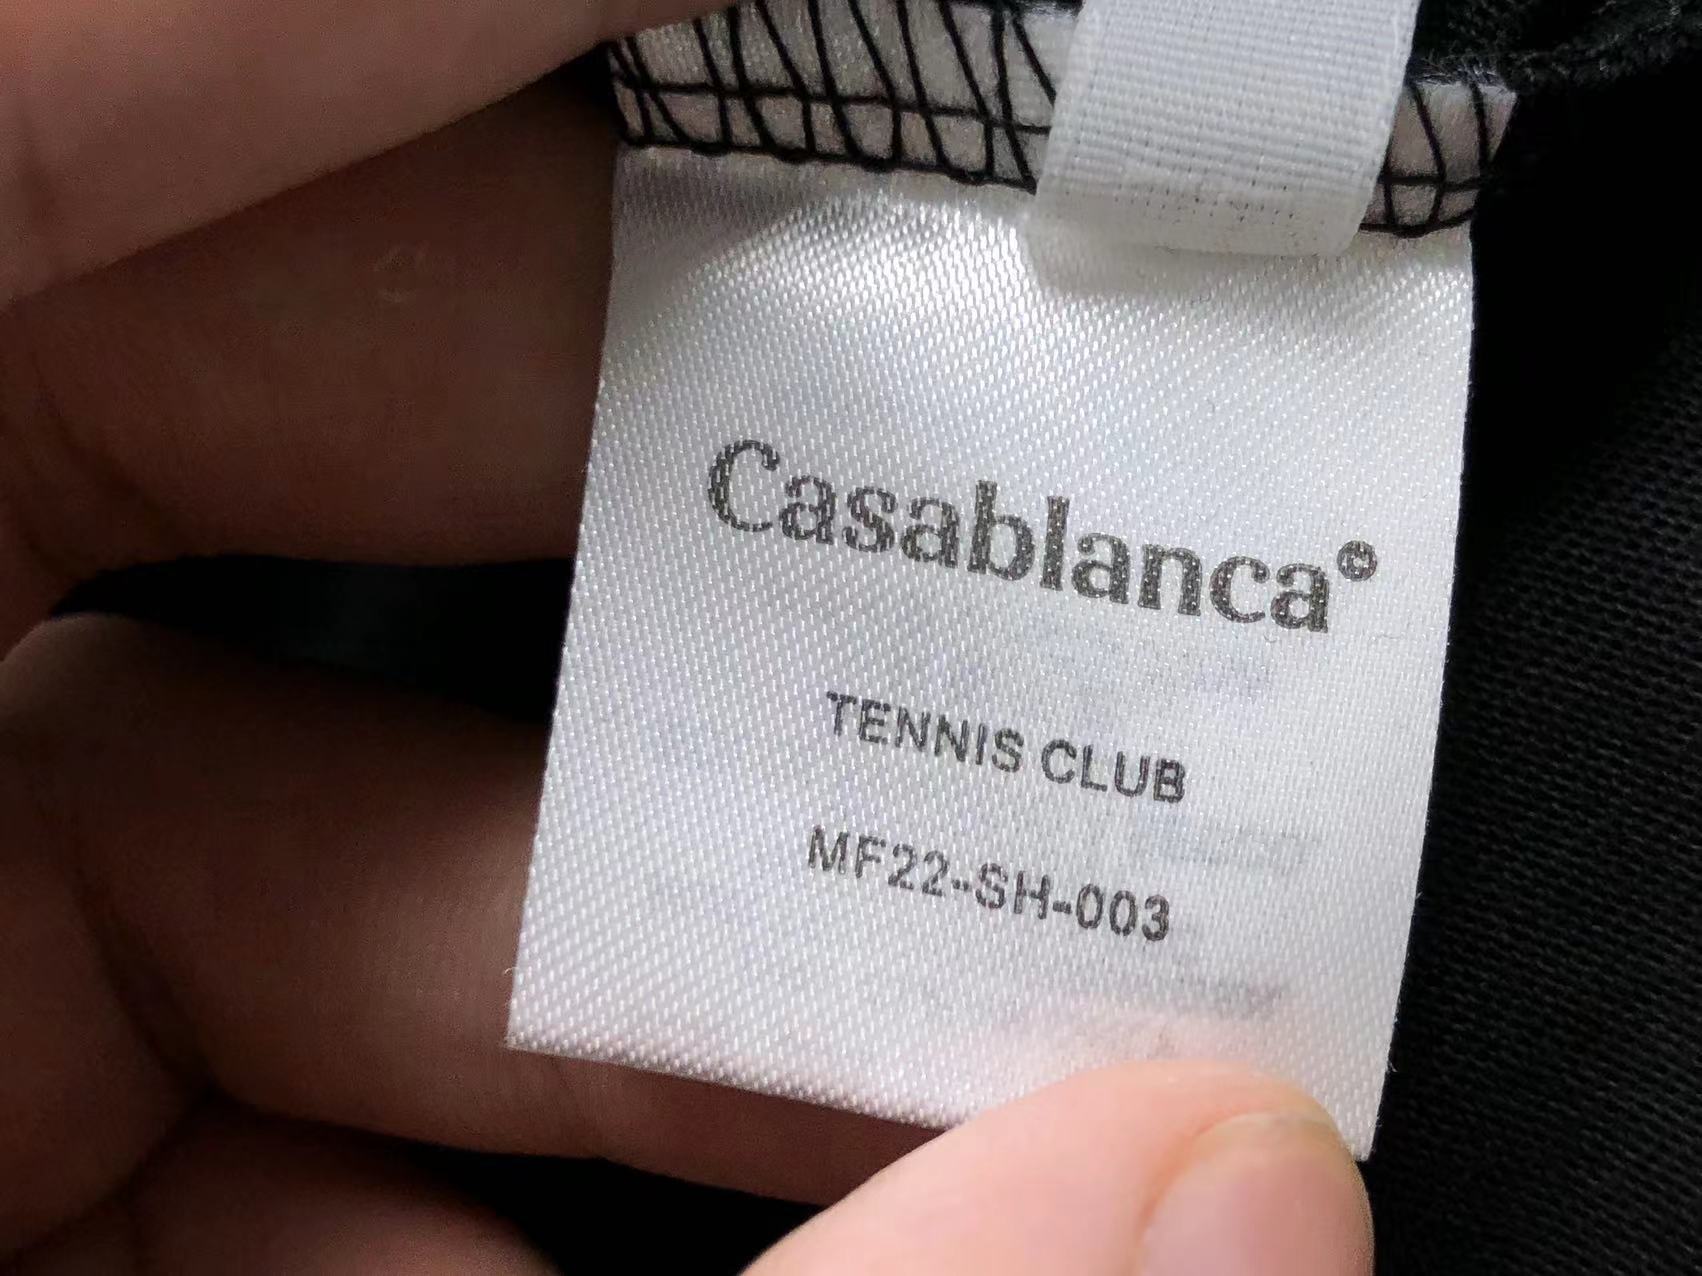 Casablanca©
TENNIS CLUB
MF22-SH-003